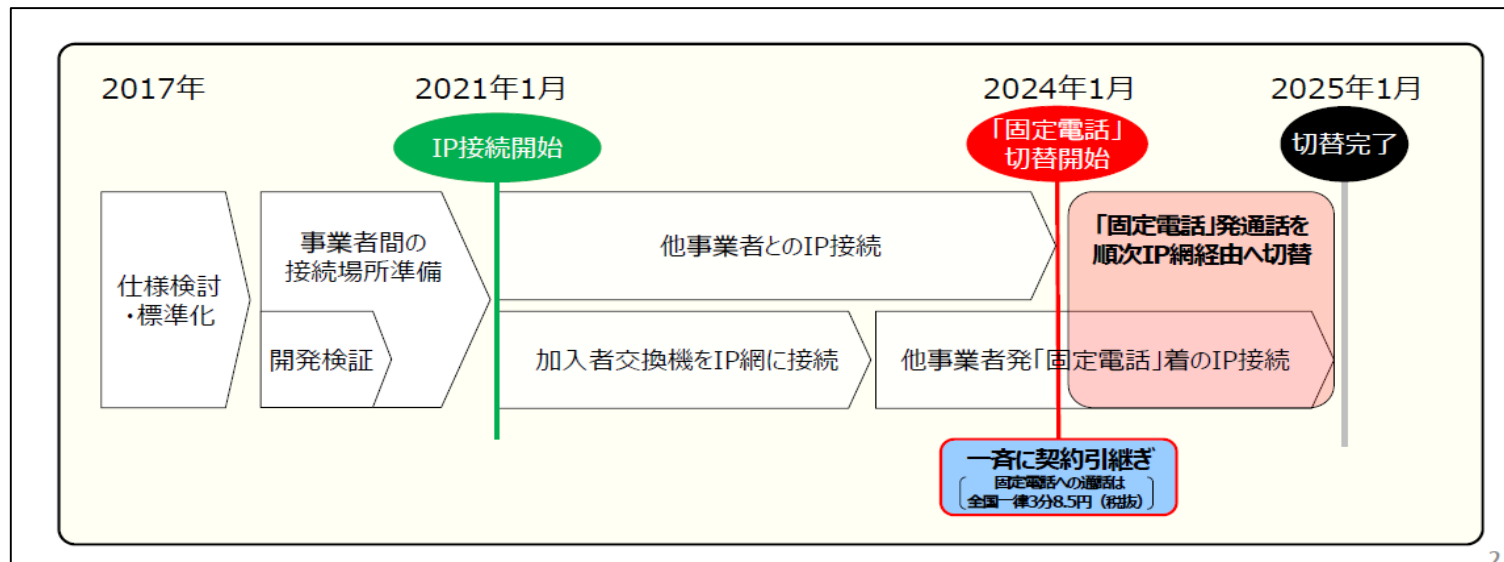 2017年
2021年1月
2024年1月
2025年1月
IP接続開始
「固定電話」
切替開始
切替完了
仕様検討
・標準化
事業者間の
接続場所準備
開発検証
他事業者とのIP接続
加入者交換機をIP網に接続
「固定電話」発通話を
順次IP網経由へ切替
他事業者発「固定電話」着のIP接続
一斉に契約引継ぎ
固定電話への通話は
全国一律3分8.5円（税抜）
2